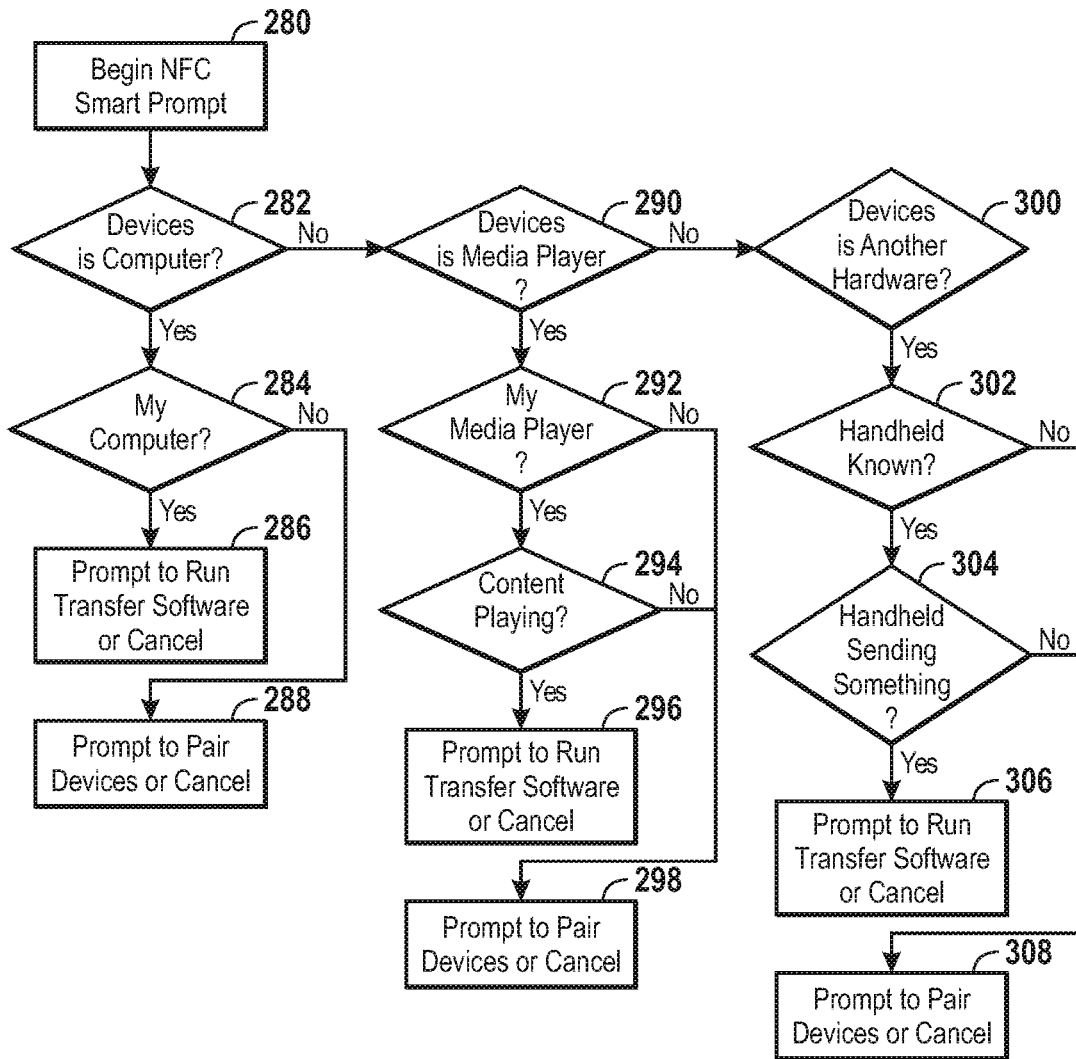 280
Begin NFC
Smart Prompt
282
Devices
is Computer?
No
Yes
284
My
Computer?
No
Yes
286
Prompt to Run
Transfer Software
or Cancel
288
Prompt to Pair
Devices or Cancel
290
Devices
is Media Player
?
No
Yes
292
My
Media Player
?
No
Yes
294
Content
Playing?
No
Yes
296
Prompt to Run
Transfer Software
or Cancel
298
Prompt to Pair
Devices or Cancel
300
Devices
is Another
Hardware?
Yes
302
Handheld
Known?
No
Yes
304
Handheld
Sending
Something
?
No
Yes
306
Prompt to Run
Transfer Software
or Cancel
308
Prompt to Pair
Devices or Cancel